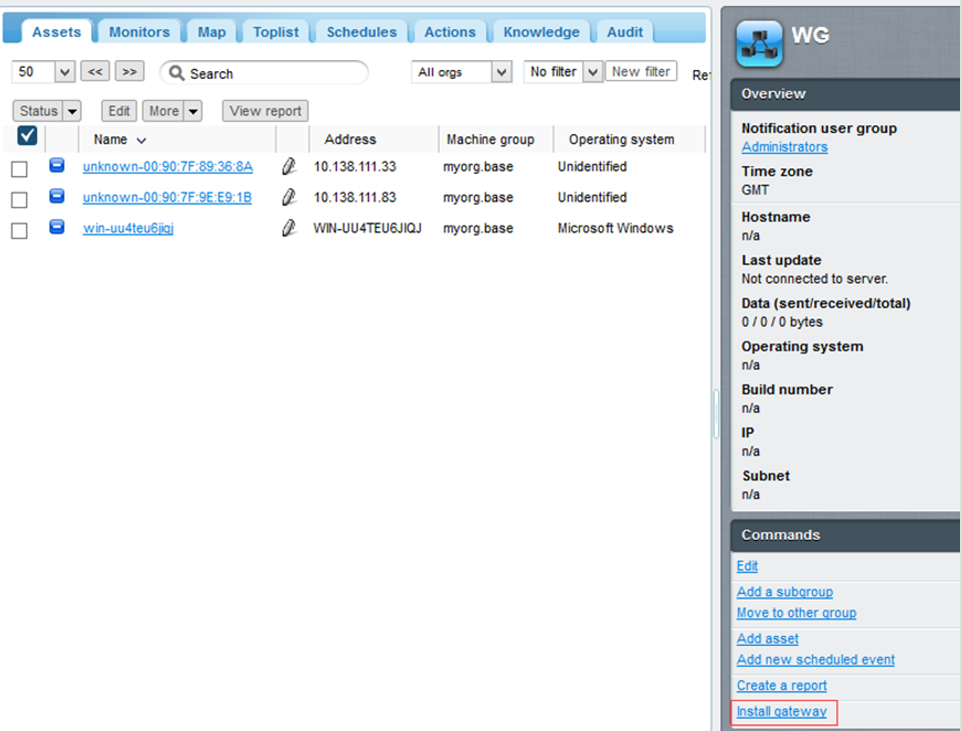 Assets Monitors Map Toplist Schedules Actions Knowledge Audit
50 << >> Search All orgs No filter New filter
Status Edit More View report
Name Address Machine group Operating system
unknown-00:90:7F:89:36:8A 10.138.111.33 myorg.base Unidentified
unknown-00:90:7F:9E:E9:1B 10.138.111.83 myorg.base Unidentified
win-uu4teu6jiqj WIN-UU4TEU6JIQJ myorg.base Microsoft Windows
WG
Overview
Notification user group
Administrators
Time zone
GMT
Hostname
n/a
Last update
Not connected to server.
Data (sent/received/total)
0 / 0 / 0 bytes
Operating system
n/a
Build number
n/a
IP
n/a
Subnet
n/a
Commands
Edit
Add a subgroup
Move to other group
Add asset
Add new scheduled event
Create a report
Install gateway